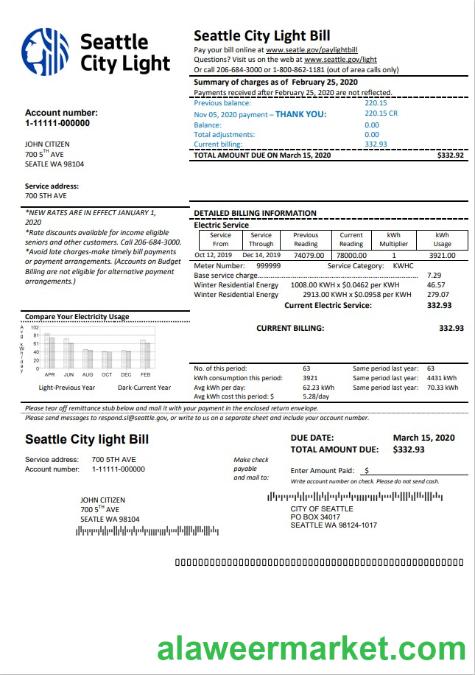 Seattle
City Light
Seattle City Light Bill
Pay your bill online at www.seattle.gov/paylightbill
Questions? Visit us on the web at www.seattle.gov/light
Or call 206-684-3000 or 1-800-862-1181 (out of area calls only)
Summary of charges as of February 25, 2020
Payments received after February 25, 2020 are not reflected.
Previous balance: 220.15
Nov 05, 2020 payment – THANK YOU: 220.15 CR
Balance: 0.00
Total adjustments: 0.00
Current billing: 332.93
TOTAL AMOUNT DUE ON March 15, 2020 $332.92
Account number:
1-11111-000000
JOHN CITIZEN
700 5TH AVE
SEATLE WA 98104
Service address:
700 5TH AVE
*NEW RATES ARE IN EFFECT JANUARY 1,
2020
*Rate discounts available for income eligible
seniors and other customers. Call 206-684-3000.
*Avoid late charges-make timely bill payments
or payment arrangements. (Accounts on Budget
Billing are not eligible for alternative payment
arrangements.)
DETAILED BILLING INFORMATION
Electric Service
Service From Service Through Previous Reading Current Reading kWh Multiplier kWh Usage
Oct 12, 2019 Dec 14, 2019 74079.00 78000.00 1 3921.00
Meter Number: 999999 Service Category: KWHC
Base service charge 7.29
Winter Residential Energy 1008.00 KWH x $0.0462 per KWH 46.57
Winter Residential Energy 2913.00 KWH x $0.0958 per KWH 279.07
Current Electric Service: 332.93
CURRENT BILLING: 332.93
Compare Your Electricity Usage
Avg kWh/day
102
81
61
41
20
0
APR JUN AUG OCT DEC FEB
Light-Previous Year Dark-Current Year
No. of this period: 63 Same period last year: 63
kWh consumption this period: 3921 Same period last year: 4431 kWh
Avg kWh per day: 62.23 kWh Same period last year: 70.33 kWh
Avg kWh cost this period: $ 5.28/day
Please tear off remittance stub below and mail it with your payment in the enclosed return envelope.
Please send messages to respond.sl@seattle.gov, or write to us on a separate sheet and include your account number.
Seattle City light Bill
Service address: 700 5TH AVE
Account number: 1-11111-000000
Make check
payable
and mail to:
DUE DATE: March 15, 2020
TOTAL AMOUNT DUE: $332.93
Enter Amount Paid: $
Write account number on check. Please do not send cash.
JOHN CITIZEN
700 5TH AVE
SEATLE WA 98104
CITY OF SEATTLE
PO BOX 34017
SEATTLE WA 98124-1017
alaweermarket.com